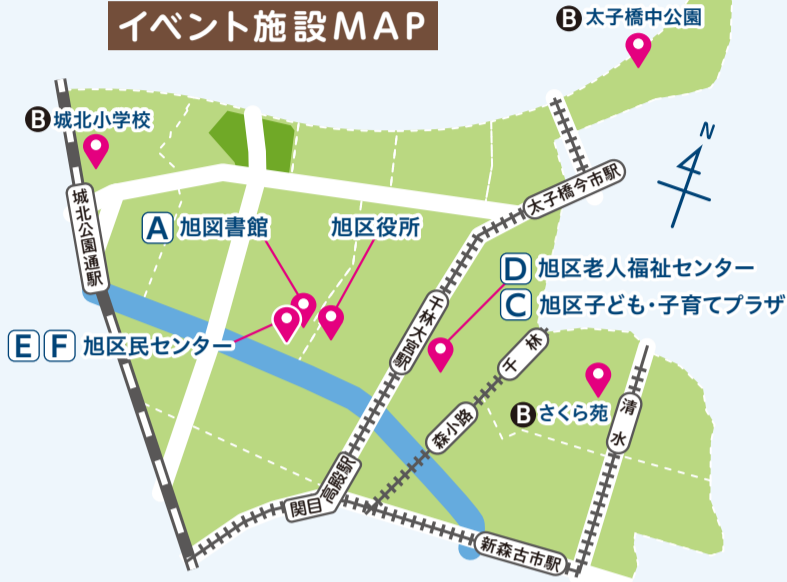 イベント施設MAP
B 太子橋中公園
B 城北小学校
N
太子橋今市駅
城北公園通駅
A 旭図書館
旭区役所
D 旭区老人福祉センター
C 旭区子ども・子育てプラザ
千林大宮駅
E F 旭区民センター
千林
B さくら苑
清水
森小路
関目高殿駅
新森古市駅